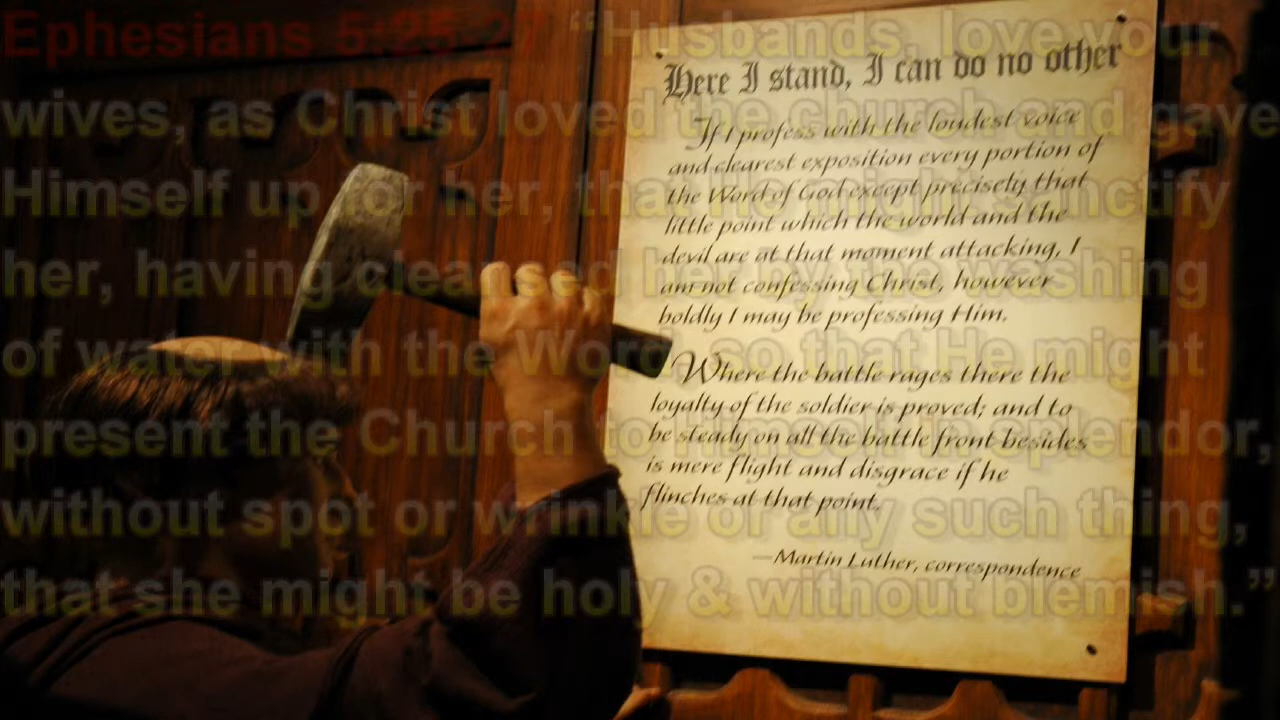 Ephesians 5:25-27 “Husbands, love your
wives, as Christ loved the church and gave
Himself up for her, that He might sanctify
her, having cleansed her by the washing
of water with the Word, so that He might
present the Church to Himself in splendor,
without spot or wrinkle or any such thing,
that she might be holy & without blemish.”
Here I stand, I can do no other
If I profess with the loudest voice
and clearest exposition every portion of
the Word of God except precisely that
little point which the world and the
devil are at that moment attacking, I
am not confessing Christ, however
boldly I may be professing Him.
Where the battle rages there the
loyalty of the soldier is proved; and to
be steady on all the battle front besides
is mere flight and disgrace if he
flinches at that point.
—Martin Luther, correspondence